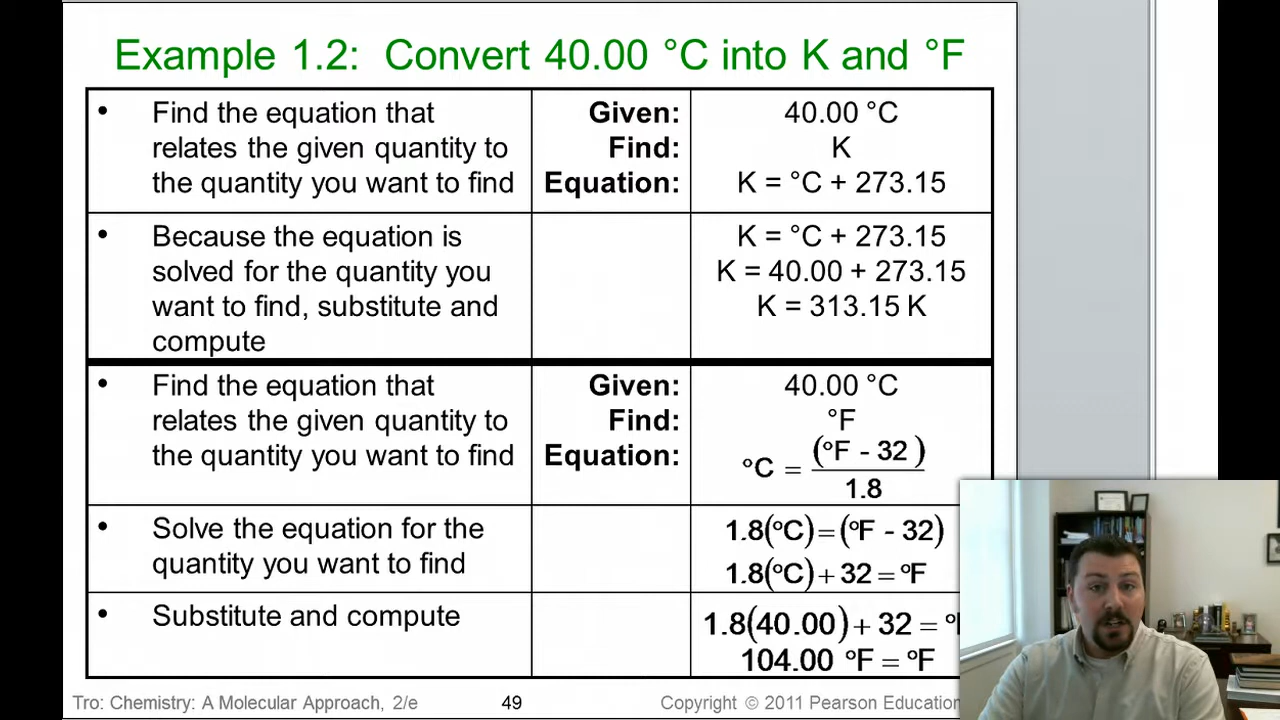 Example 1.2: Convert 40.00 °C into K and °F
• Find the equation that
relates the given quantity to
the quantity you want to find
Given:
Find:
Equation:
40.00 °C
K
K = °C + 273.15
• Because the equation is
solved for the quantity you
want to find, substitute and
compute
K = °C + 273.15
K = 40.00 + 273.15
K = 313.15 K
• Find the equation that
relates the given quantity to
the quantity you want to find
Given:
Find:
Equation:
40.00 °C
°F
°C = (°F - 32) / 1.8
• Solve the equation for the
quantity you want to find
1.8(°C) = (°F - 32)
1.8(°C) + 32 = °F
• Substitute and compute
1.8(40.00) + 32 = °
104.00 °F = °F
Tro: Chemistry: A Molecular Approach, 2/e
49
Copyright © 2011 Pearson Education